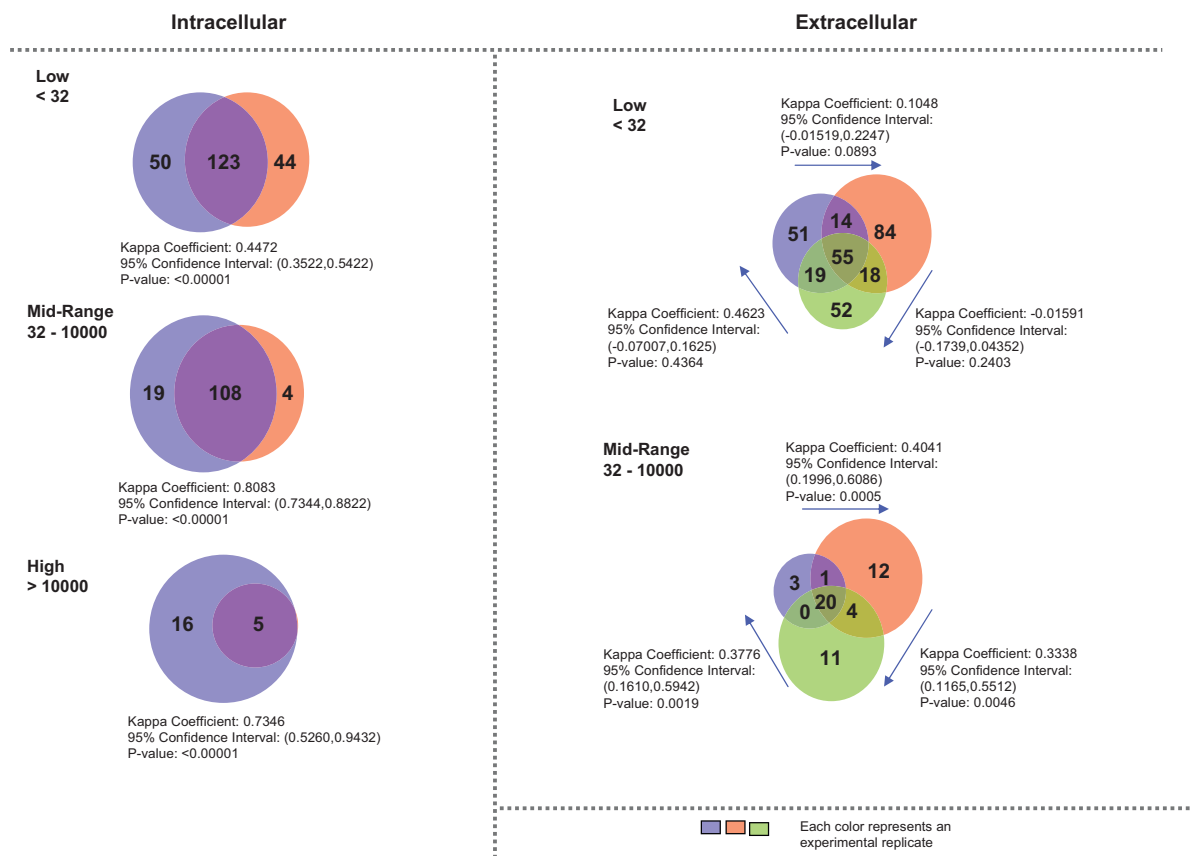 Intracellular
Extracellular
Low
< 32
50
123
44
Kappa Coefficient: 0.4472
95% Confidence Interval: (0.3522,0.5422)
P-value: <0.00001
Mid-Range
32 - 10000
19
108
4
Kappa Coefficient: 0.8083
95% Confidence Interval: (0.7344,0.8822)
P-value: <0.00001
High
> 10000
16
5
Kappa Coefficient: 0.7346
95% Confidence Interval: (0.5260,0.9432)
P-value: <0.00001
Low
< 32
Kappa Coefficient: 0.1048
95% Confidence Interval:
(-0.01519,0.2247)
P-value: 0.0893
51
14
84
55
19
18
52
Kappa Coefficient: 0.4623
95% Confidence Interval:
(-0.07007,0.1625)
P-value: 0.4364
Kappa Coefficient: -0.01591
95% Confidence Interval:
(-0.1739,0.04352)
P-value: 0.2403
Mid-Range
32 - 10000
Kappa Coefficient: 0.4041
95% Confidence Interval:
(0.1996,0.6086)
P-value: 0.0005
3
1
12
20
0
4
11
Kappa Coefficient: 0.3776
95% Confidence Interval:
(0.1610,0.5942)
P-value: 0.0019
Kappa Coefficient: 0.3338
95% Confidence Interval:
(0.1165,0.5512)
P-value: 0.0046
Each color represents an
experimental replicate